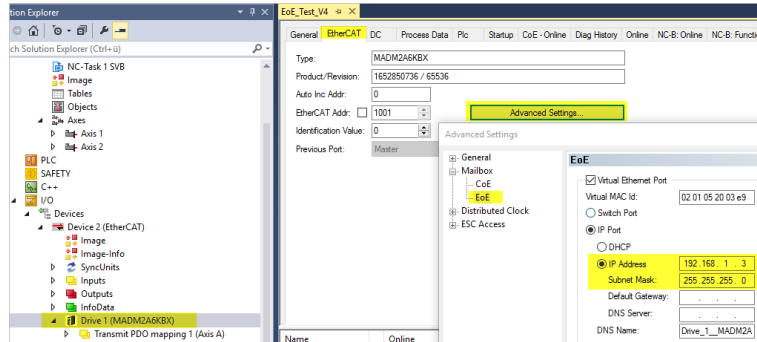 tion Explorer
EoE_Test_V4
ch Solution Explorer (Ctrl+ü)
NC-Task 1 SVB
Image
Tables
Objects
Axes
Axis 1
Axis 2
PLC
SAFETY
C++
I/O
Devices
Device 2 (EtherCAT)
Image
Image-Info
SyncUnits
Inputs
Outputs
InfoData
Drive 1 (MADM2A6KBX)
Transmit PDO mapping 1 (Axis A)
General EtherCAT DC Process Data Plc Startup CoE - Online Diag History Online NC-B: Online NC-B: Functi
Type: MADM2A6KBX
Product/Revision: 1652850736 / 65536
Auto Inc Addr: 0
EtherCAT Addr: 1001 Advanced Settings...
Identification Value: 0
Previous Port: Master
Advanced Settings
General
Mailbox
CoE
EoE
Distributed Clock
ESC Access
EoE
Virtual Ethernet Port
Virtual MAC Id: 02 01 05 20 03 e9
Switch Port
IP Port
DHCP
IP Address 192.168. 1 . 3
Subnet Mask: 255.255.255. 0
Default Gateway: . . .
DNS Server: . . .
DNS Name: Drive_1__MADM2A
Name Online